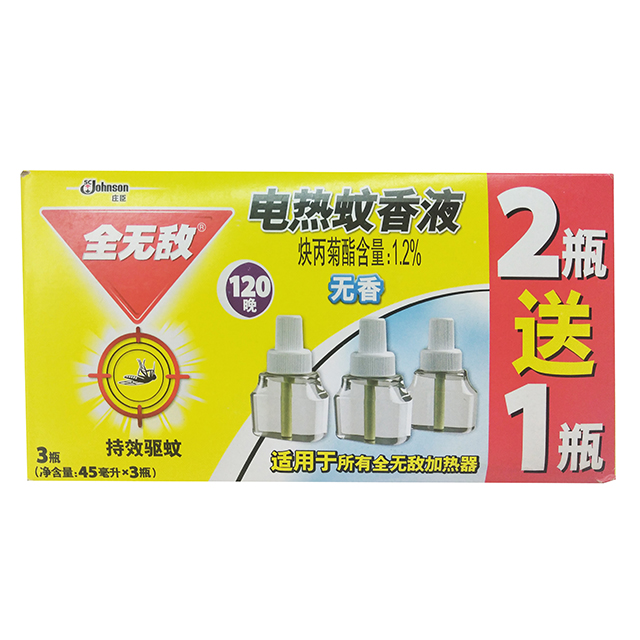 SC Johnson
庄臣
全无敌®
电热蚊香液
炔丙菊酯含量:1.2%
120
晚
无香
持效驱蚊
3瓶
(净含量:45毫升×3瓶)
适用于所有全无敌加热器
2瓶
送
1瓶